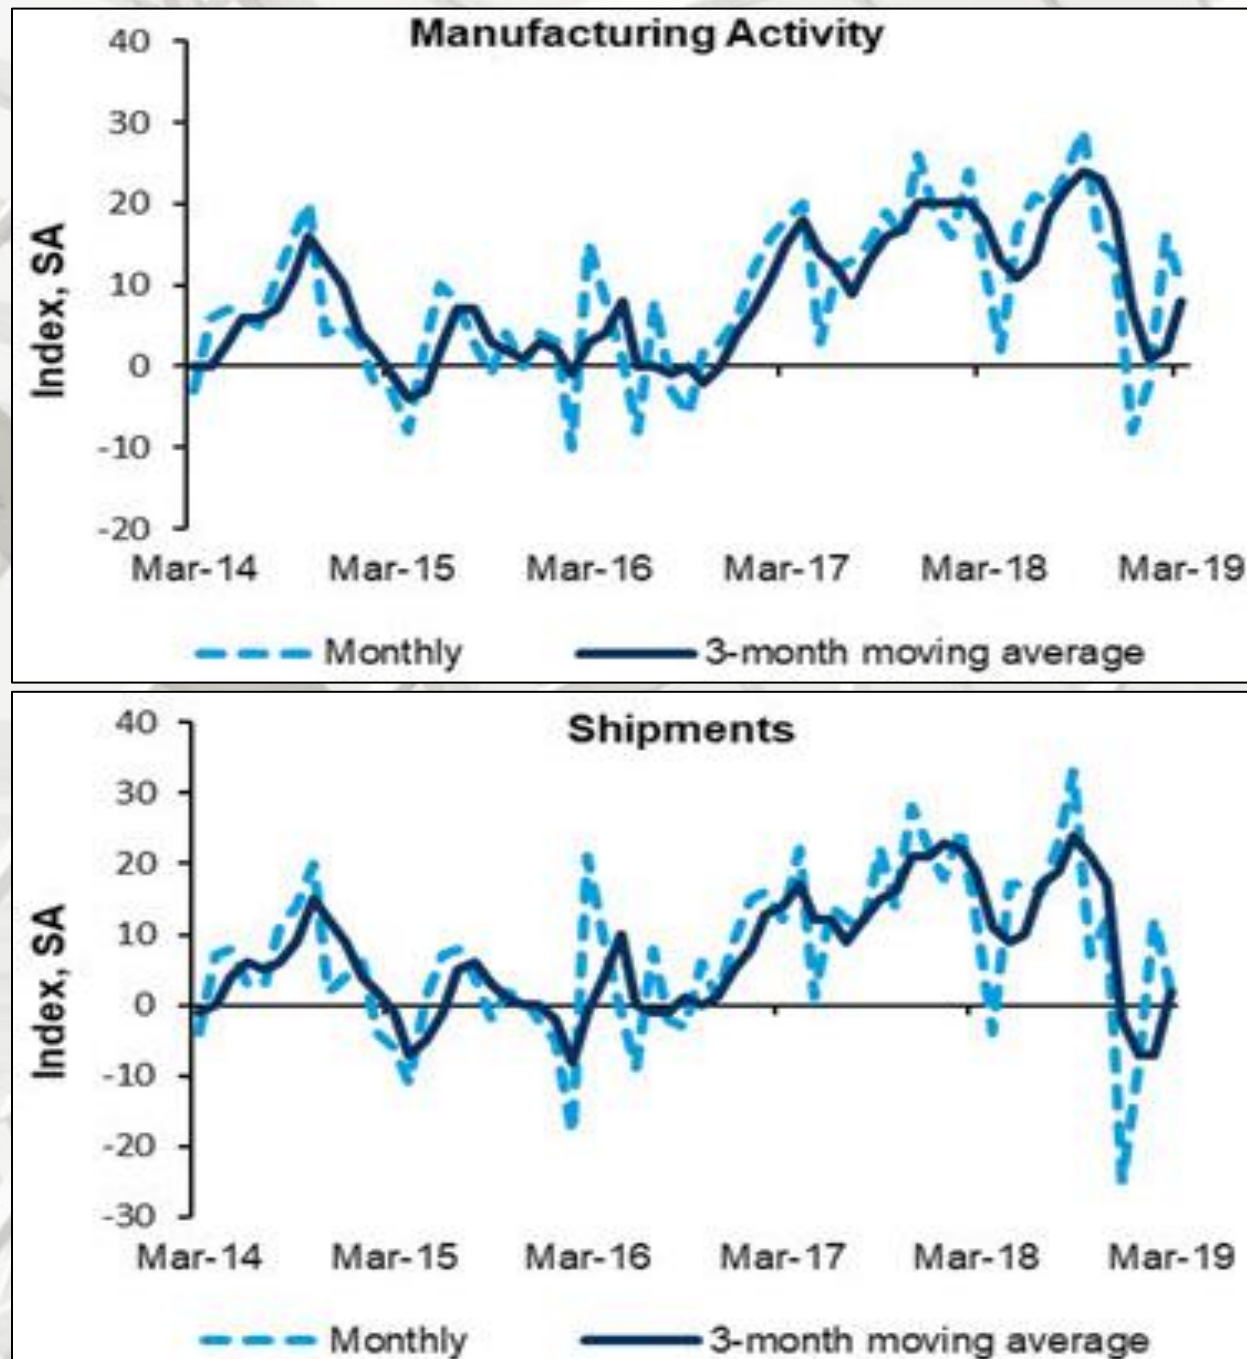 Manufacturing Activity
Index, SA
40
30
20
10
0
-10
-20
Mar-14 Mar-15 Mar-16 Mar-17 Mar-18 Mar-19
Monthly 3-month moving average
Shipments
Index, SA
40
30
20
10
0
-10
-20
-30
Mar-14 Mar-15 Mar-16 Mar-17 Mar-18 Mar-19
Monthly 3-month moving average